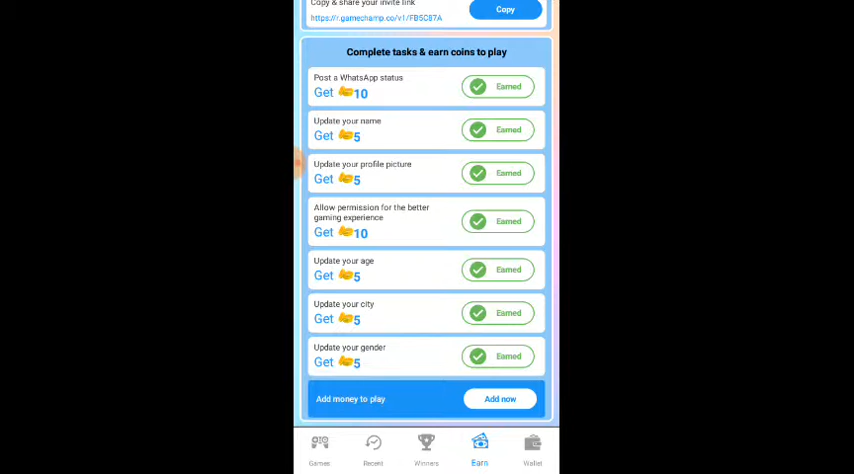 Copy & share your invite link
Copy
https://r.gamechamp.co/v1/FB5C87A
Complete tasks & earn coins to play
Post a WhatsApp status
Get 10
Earned
Update your name
Get 5
Earned
Update your profile picture
Get 5
Earned
Allow permission for the better
gaming experience
Get 10
Earned
Update your age
Get 5
Earned
Update your city
Get 5
Earned
Update your gender
Get 5
Earned
Add money to play
Add now
Games
Recent
Winners
Earn
Wallet